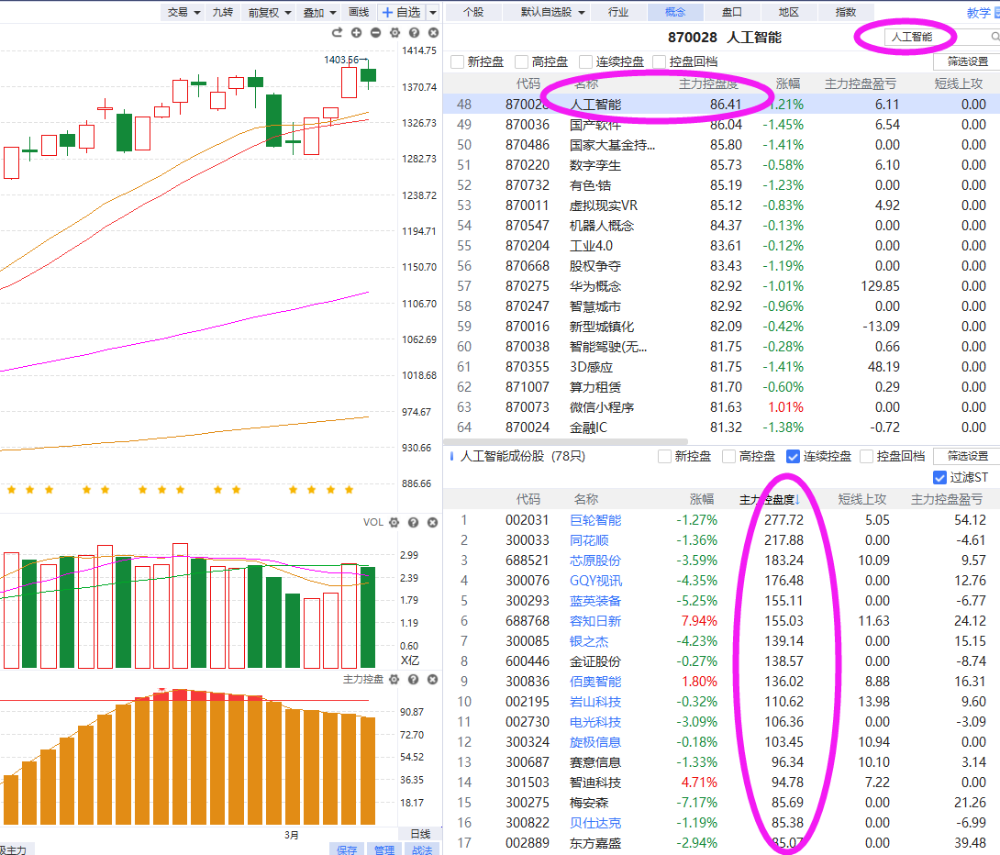 交易 九转 前复权 叠加 画线 自选
1414.75
1403.56
1370.74
1326.73
1282.73
1238.72
1194.71
1150.70
1106.70
1062.69
1018.68
974.67
930.66
886.66
VOL
2.99
2.39
1.79
1.19
0.60
X亿
主力控盘
90.87
72.70
54.52
36.35
18.17
3月 日线
主力 保存 管理 战法
个股 默认自选股 行业 概念 盘口 地区 指数 教学
870028 人工智能 人工智能
新控盘 高控盘 连续控盘 控盘回档 筛选设置
代码 名称 主力控盘度 涨幅 主力控盘盈亏 短线上攻
48 870028 人工智能 86.41 1.21% 6.11 0.00
49 870036 国产软件 86.04 -1.45% 6.54 0.00
50 870486 国家大基金持... 85.80 -1.41% 0.00 0.00
51 870220 数字孪生 85.73 -0.58% 6.10 0.00
52 870732 有色·锆 85.19 -1.23% 0.00 0.00
53 870011 虚拟现实VR 85.12 -0.83% 4.92 0.00
54 870547 机器人概念 84.37 -0.13% 0.00 0.00
55 870204 工业4.0 83.61 -0.12% 0.00 0.00
56 870668 股权争夺 83.43 -1.19% 0.00 0.00
57 870275 华为概念 82.92 -1.01% 129.85 0.00
58 870247 智慧城市 82.92 -0.96% 0.00 0.00
59 870016 新型城镇化 82.09 -0.42% -13.09 0.00
60 870038 智能驾驶(无... 81.75 -0.28% 0.66 0.00
61 870355 3D感应 81.75 -1.41% 48.19 0.00
62 871007 算力租赁 81.70 -0.60% 0.29 0.00
63 870073 微信小程序 81.63 1.01% 0.00 0.00
64 870024 金融IC 81.32 -1.38% -0.72 0.00
人工智能成份股 (78只) 新控盘 高控盘 连续控盘 控盘回档 筛选设置
过滤ST
代码 名称 涨幅 主力控盘度↓ 短线上攻 主力控盘盈亏
1 002031 巨轮智能 -1.27% 277.72 5.05 54.12
2 300033 同花顺 -1.36% 217.88 0.00 -4.61
3 688521 芯原股份 -3.59% 183.24 10.09 9.57
4 300076 GQY视讯 -4.35% 176.48 0.00 12.76
5 300293 蓝英装备 -5.25% 155.11 0.00 -6.77
6 688768 容知日新 7.94% 155.03 11.63 24.12
7 300085 银之杰 -4.23% 139.14 0.00 15.15
8 600446 金证股份 -0.27% 138.57 0.00 -8.74
9 300836 佰奥智能 1.80% 136.02 8.88 16.31
10 002195 岩山科技 -0.32% 110.62 13.98 9.60
11 002730 电光科技 -3.09% 106.36 0.00 -3.09
12 300324 旋极信息 -0.18% 103.45 10.94 0.00
13 300687 赛意信息 -1.33% 96.34 10.10 3.14
14 301503 智迪科技 4.71% 94.78 7.22 0.00
15 300275 梅安森 -7.17% 85.69 0.00 21.26
16 300822 贝仕达克 -1.19% 85.38 0.00 -6.99
17 002889 东方嘉盛 -2.94% 85.07 0.00 39.48